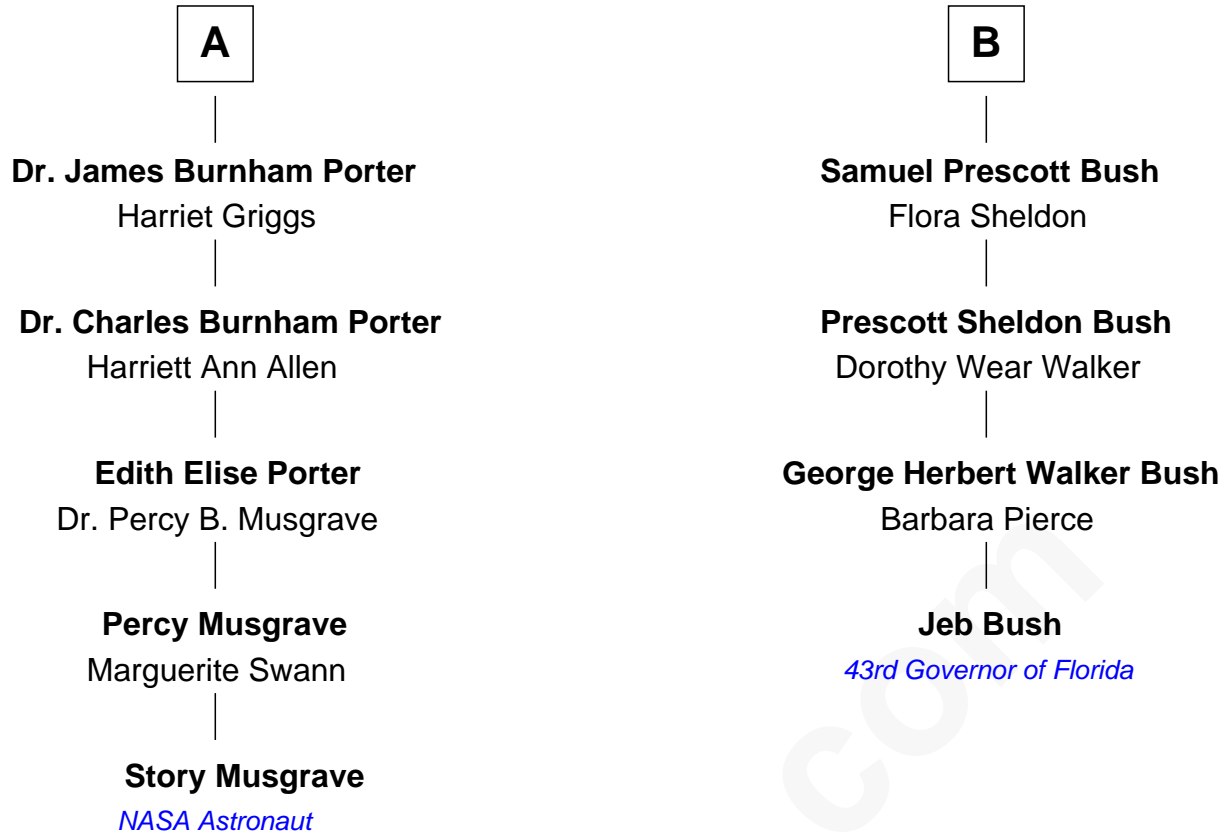 A
Dr. James Burnham Porter
Harriet Griggs
Dr. Charles Burnham Porter
Harriett Ann Allen
Edith Elise Porter
Dr. Percy B. Musgrave
Percy Musgrave
Marguerite Swann
Story Musgrave
NASA Astronaut
B
Samuel Prescott Bush
Flora Sheldon
Prescott Sheldon Bush
Dorothy Wear Walker
George Herbert Walker Bush
Barbara Pierce
Jeb Bush
43rd Governor of Florida
com